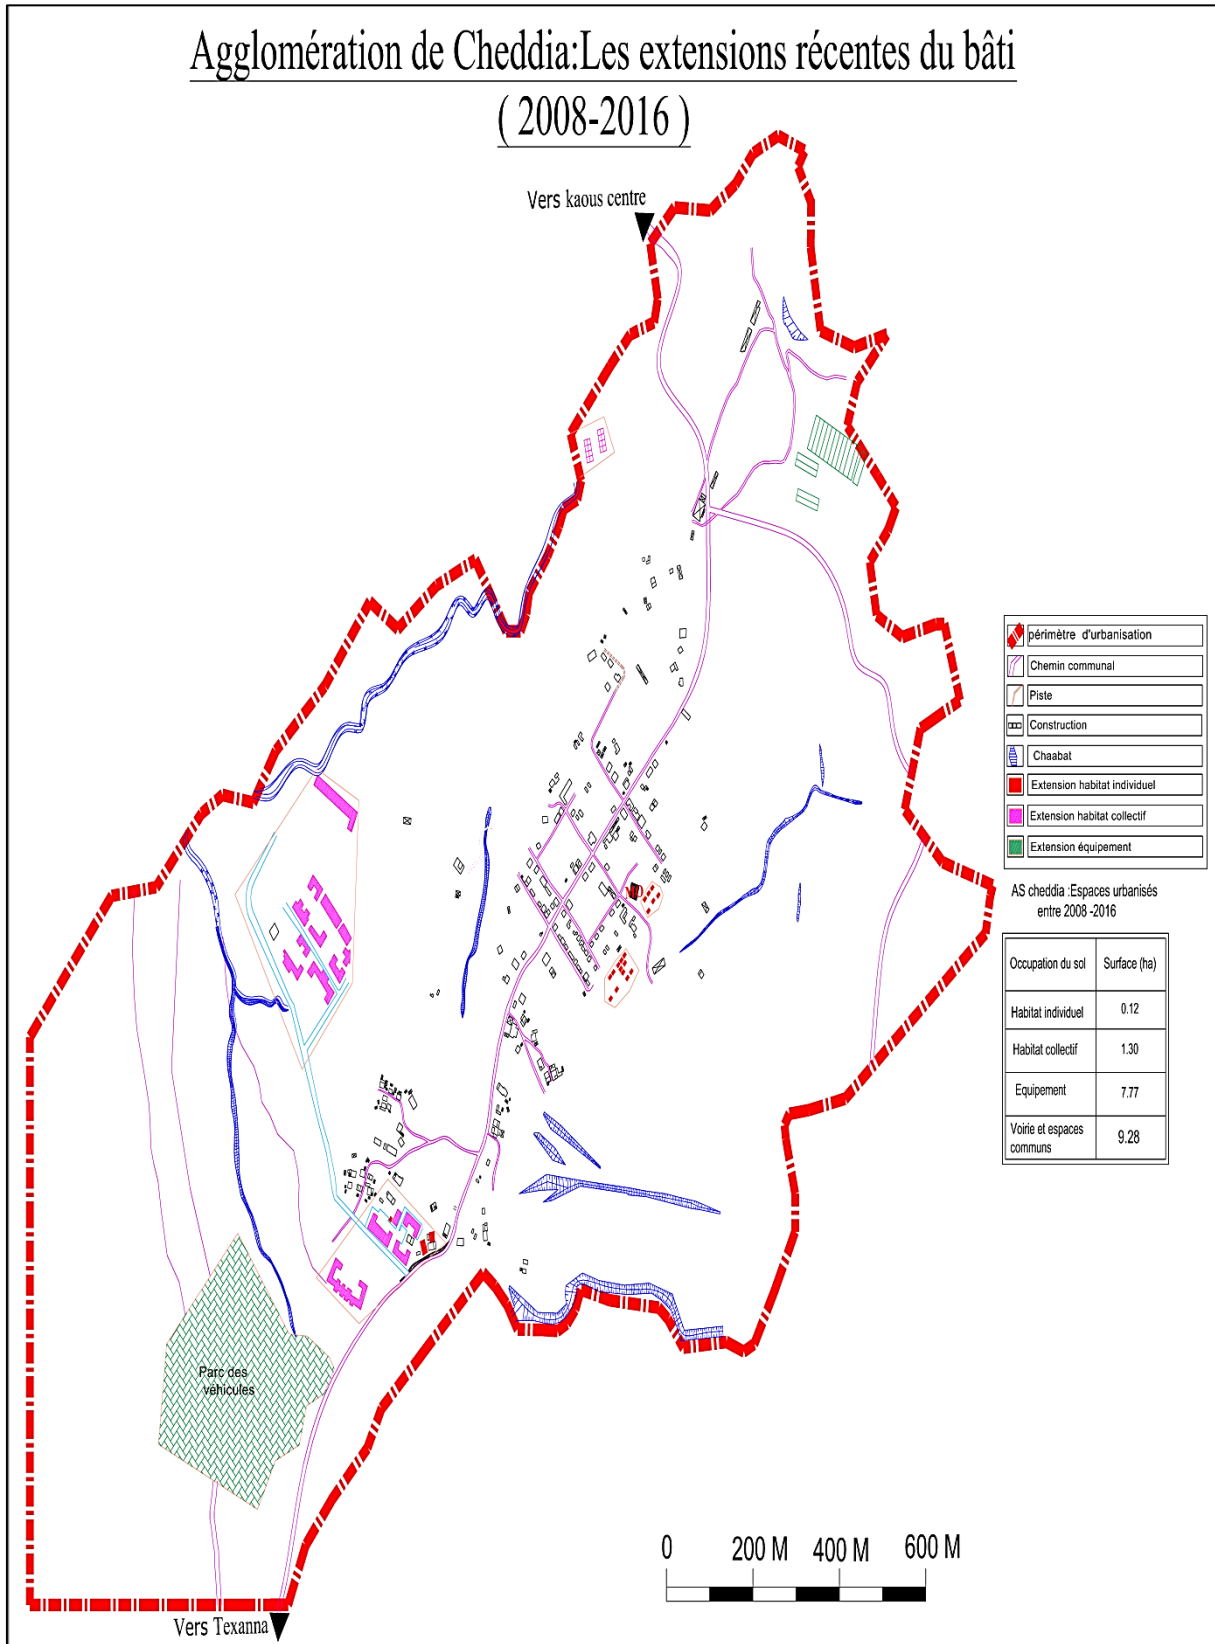 Agglomération de Cheddia:Les extensions récentes du bâti
( 2008-2016 )
Vers kaous centre
périmètre d'urbanisation
Chemin communal
Piste
Construction
Chaabat
Extension habitat individuel
Extension habitat collectif
Extension équipement
AS cheddia :Espaces urbanisés
entre 2008 -2016
Occupation du sol Surface (ha)
Habitat individuel 0.12
Habitat collectif 1.30
Equipement 7.77
Voirie et espaces
communs 9.28
Parc des
véhicules
0 200 M 400 M 600 M
Vers Texanna